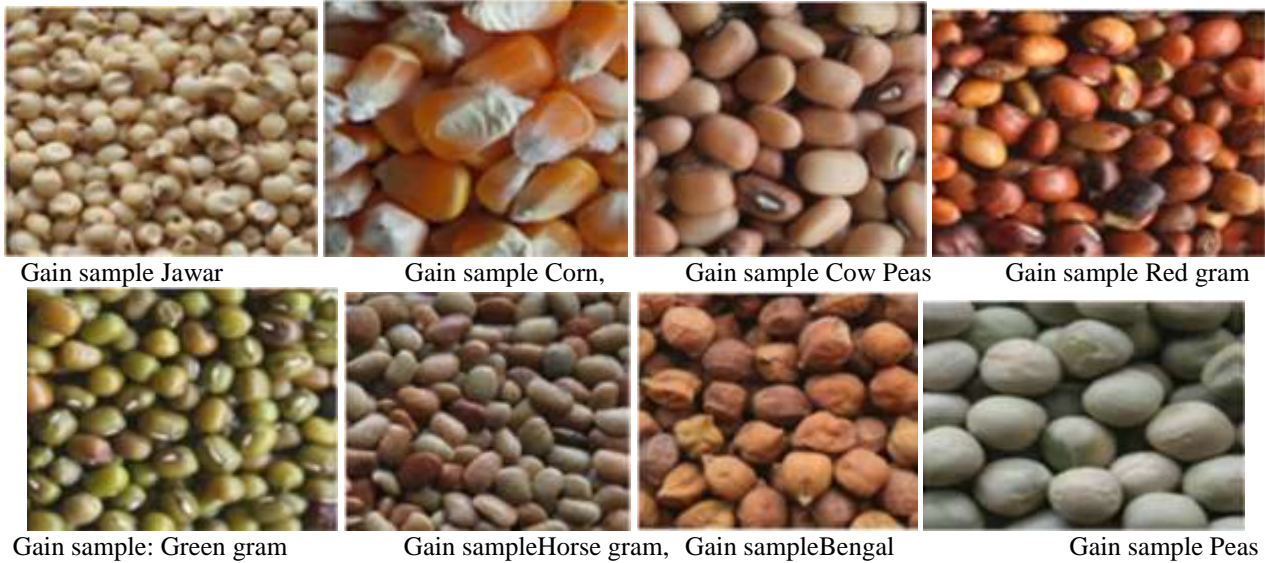 Gain sample Jawar Gain sample Corn, Gain sample Cow Peas Gain sample Red gram
Gain sample: Green gram Gain sampleHorse gram, Gain sampleBengal Gain sample Peas